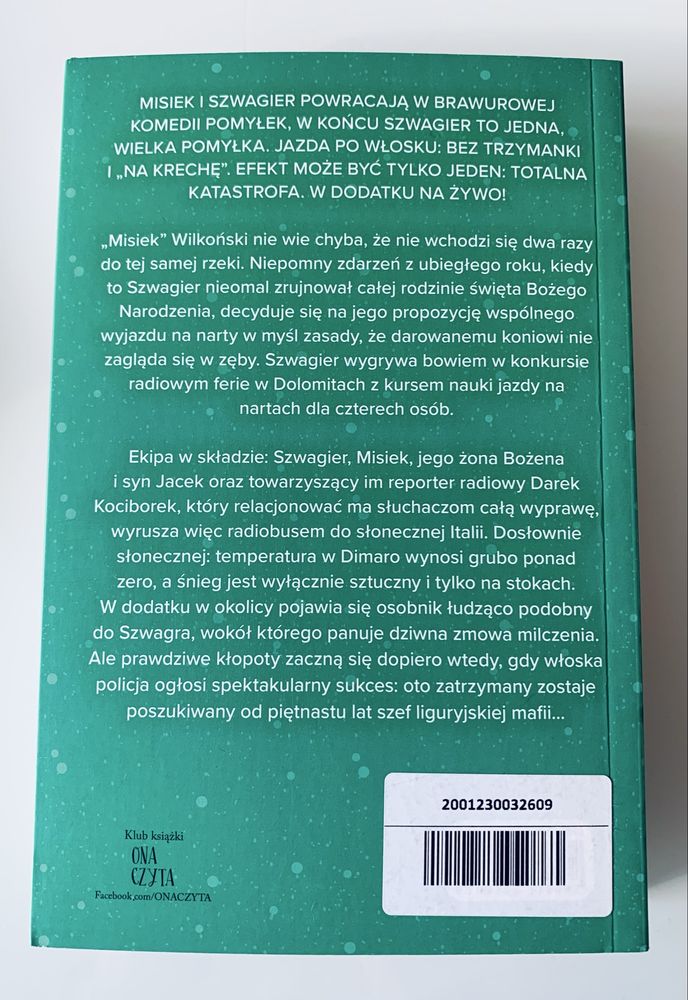 MISIEK I SZWAGIER POWRACAJĄ W BRAWUROWEJ
KOMEDII POMYŁEK, W KOŃCU SZWAGIER TO JEDNA,
WIELKA POMYŁKA. JAZDA PO WŁOSKU: BEZ TRZYMANKI
I „NA KRECHĘ”. EFEKT MOŻE BYĆ TYLKO JEDEN: TOTALNA
KATASTROFA. W DODATKU NA ŻYWO!
„Misiek” Wilkoński nie wie chyba, że nie wchodzi się dwa razy
do tej samej rzeki. Niepomny zdarzeń z ubiegłego roku, kiedy
to Szwagier nieomal zrujnował całej rodzinie święta Bożego
Narodzenia, decyduje się na jego propozycję wspólnego
wyjazdu na narty w myśl zasady, że darowanemu koniowi nie
zagląda się w zęby. Szwagier wygrywa bowiem w konkursie
radiowym ferie w Dolomitach z kursem nauki jazdy na
nartach dla czterech osób.
Ekipa w składzie: Szwagier, Misiek, jego żona Bożena
i syn Jacek oraz towarzyszący im reporter radiowy Darek
Kociborek, który relacjonować ma słuchaczom całą wyprawę,
wyrusza więc radiobusem do słonecznej Italii. Dosłownie
słonecznej: temperatura w Dimaro wynosi grubo ponad
zero, a śnieg jest wyłącznie sztuczny i tylko na stokach.
W dodatku w okolicy pojawia się osobnik łudząco podobny
do Szwagra, wokół którego panuje dziwna zmowa milczenia.
Ale prawdziwe kłopoty zaczną się dopiero wtedy, gdy włoska
policja ogłosi spektakularny sukces: oto zatrzymany zostaje
poszukiwany od piętnastu lat szef liguryjskiej mafii...
2001230032609
Klub książki
ONA
CZYTA
Facebook.com/ONACZYTA